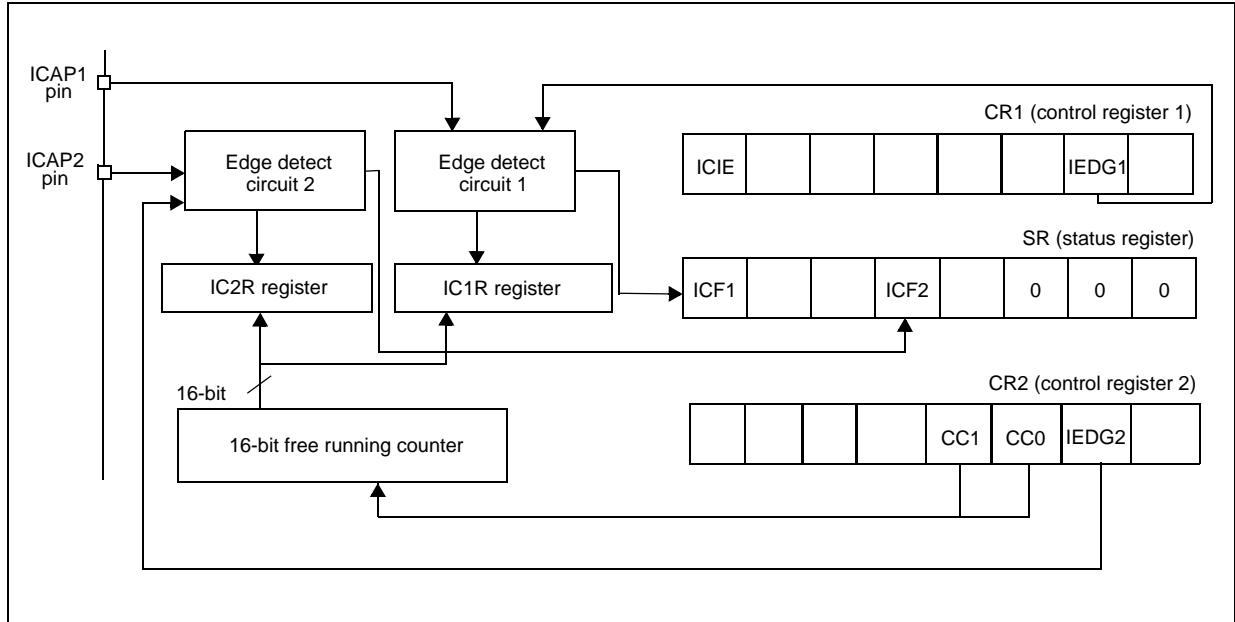 ICAP1
pin
ICAP2
pin
Edge detect
circuit 2
Edge detect
circuit 1
CR1 (control register 1)
ICIE IEDG1
IC2R register
IC1R register
SR (status register)
ICF1 ICF2 0 0 0
16-bit
16-bit free running counter
CR2 (control register 2)
CC1 CC0 IEDG2